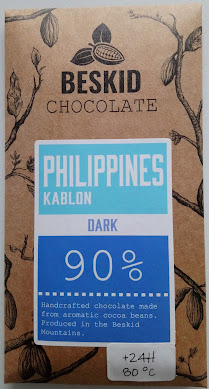 BESKID
CHOCOLATE
PHILIPPINES
KABLON
DARK
90%
Handcrafted chocolate made
from aromatic cocoa beans.
Produced in the Beskid
Mountains.
+24H
80 °C